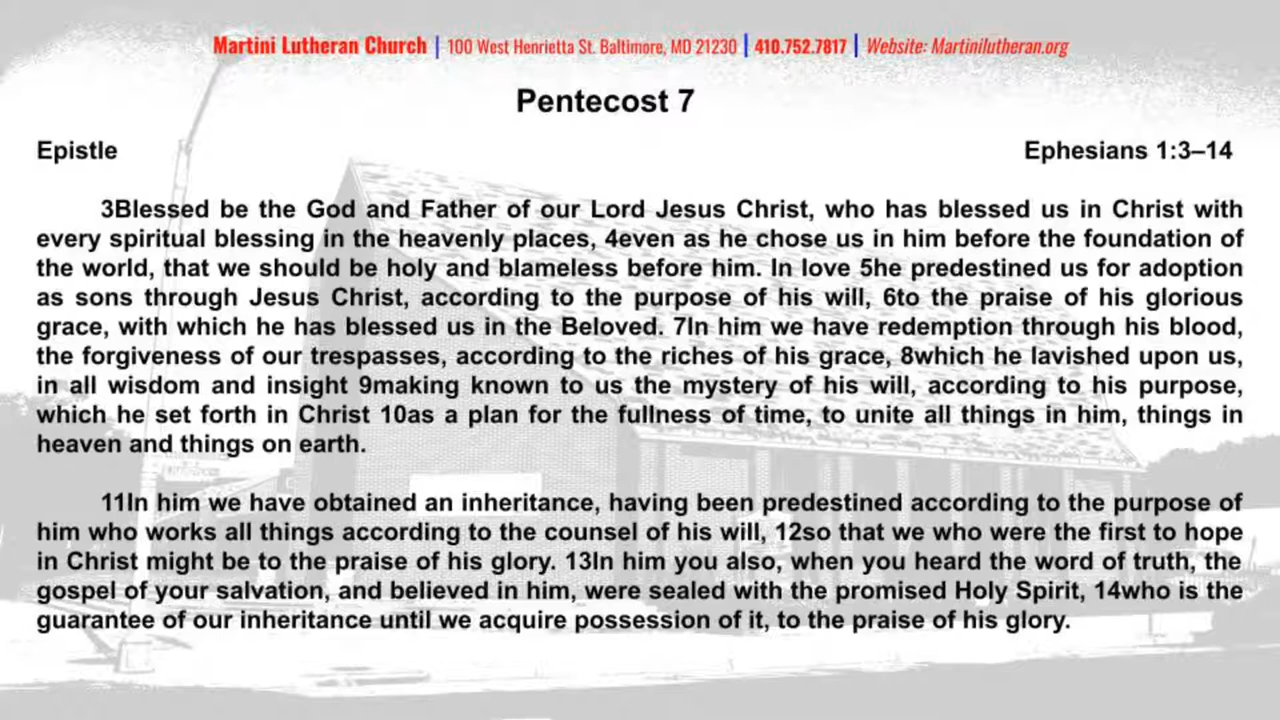 Martini Lutheran Church | 100 West Henrietta St. Baltimore, MD 21230 | 410.752.7817 | Website: Martinilutheran.org
Pentecost 7
Epistle Ephesians 1:3–14
3Blessed be the God and Father of our Lord Jesus Christ, who has blessed us in Christ with
every spiritual blessing in the heavenly places, 4even as he chose us in him before the foundation of
the world, that we should be holy and blameless before him. In love 5he predestined us for adoption
as sons through Jesus Christ, according to the purpose of his will, 6to the praise of his glorious
grace, with which he has blessed us in the Beloved. 7In him we have redemption through his blood,
the forgiveness of our trespasses, according to the riches of his grace, 8which he lavished upon us,
in all wisdom and insight 9making known to us the mystery of his will, according to his purpose,
which he set forth in Christ 10as a plan for the fullness of time, to unite all things in him, things in
heaven and things on earth.
11In him we have obtained an inheritance, having been predestined according to the purpose of
him who works all things according to the counsel of his will, 12so that we who were the first to hope
in Christ might be to the praise of his glory. 13In him you also, when you heard the word of truth, the
gospel of your salvation, and believed in him, were sealed with the promised Holy Spirit, 14who is the
guarantee of our inheritance until we acquire possession of it, to the praise of his glory.